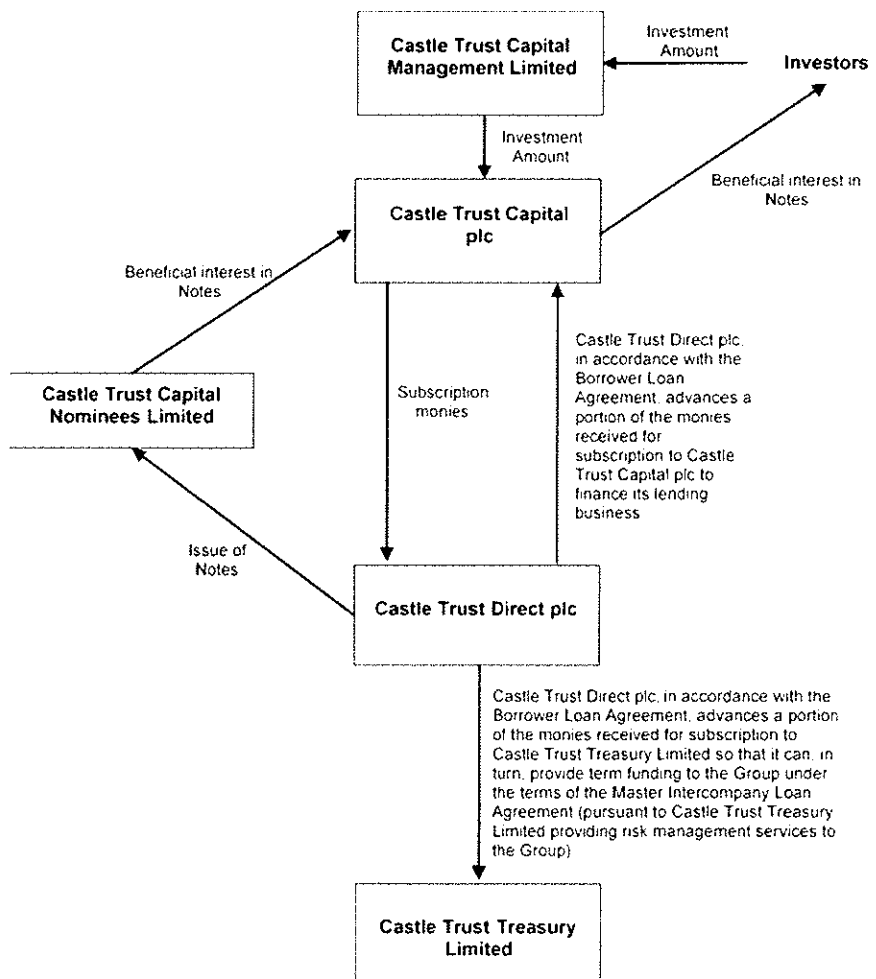 Castle Trust Capital
Management Limited
Investment
Amount
Investors
Investment
Amount
Beneficial interest in
Notes
Castle Trust Capital
plc
Beneficial interest in
Notes
Castle Trust Direct plc,
in accordance with the
Borrower Loan
Agreement, advances a
portion of the monies
received for
subscription to Castle
Trust Capital plc to
finance its lending
business
Castle Trust Capital
Nominees Limited
Subscription
monies
Issue of
Notes
Castle Trust Direct plc
Castle Trust Direct plc, in accordance with the
Borrower Loan Agreement, advances a portion
of the monies received for subscription to
Castle Trust Treasury Limited so that it can, in
turn, provide term funding to the Group under
the terms of the Master Intercompany Loan
Agreement (pursuant to Castle Trust Treasury
Limited providing risk management services to
the Group)
Castle Trust Treasury
Limited